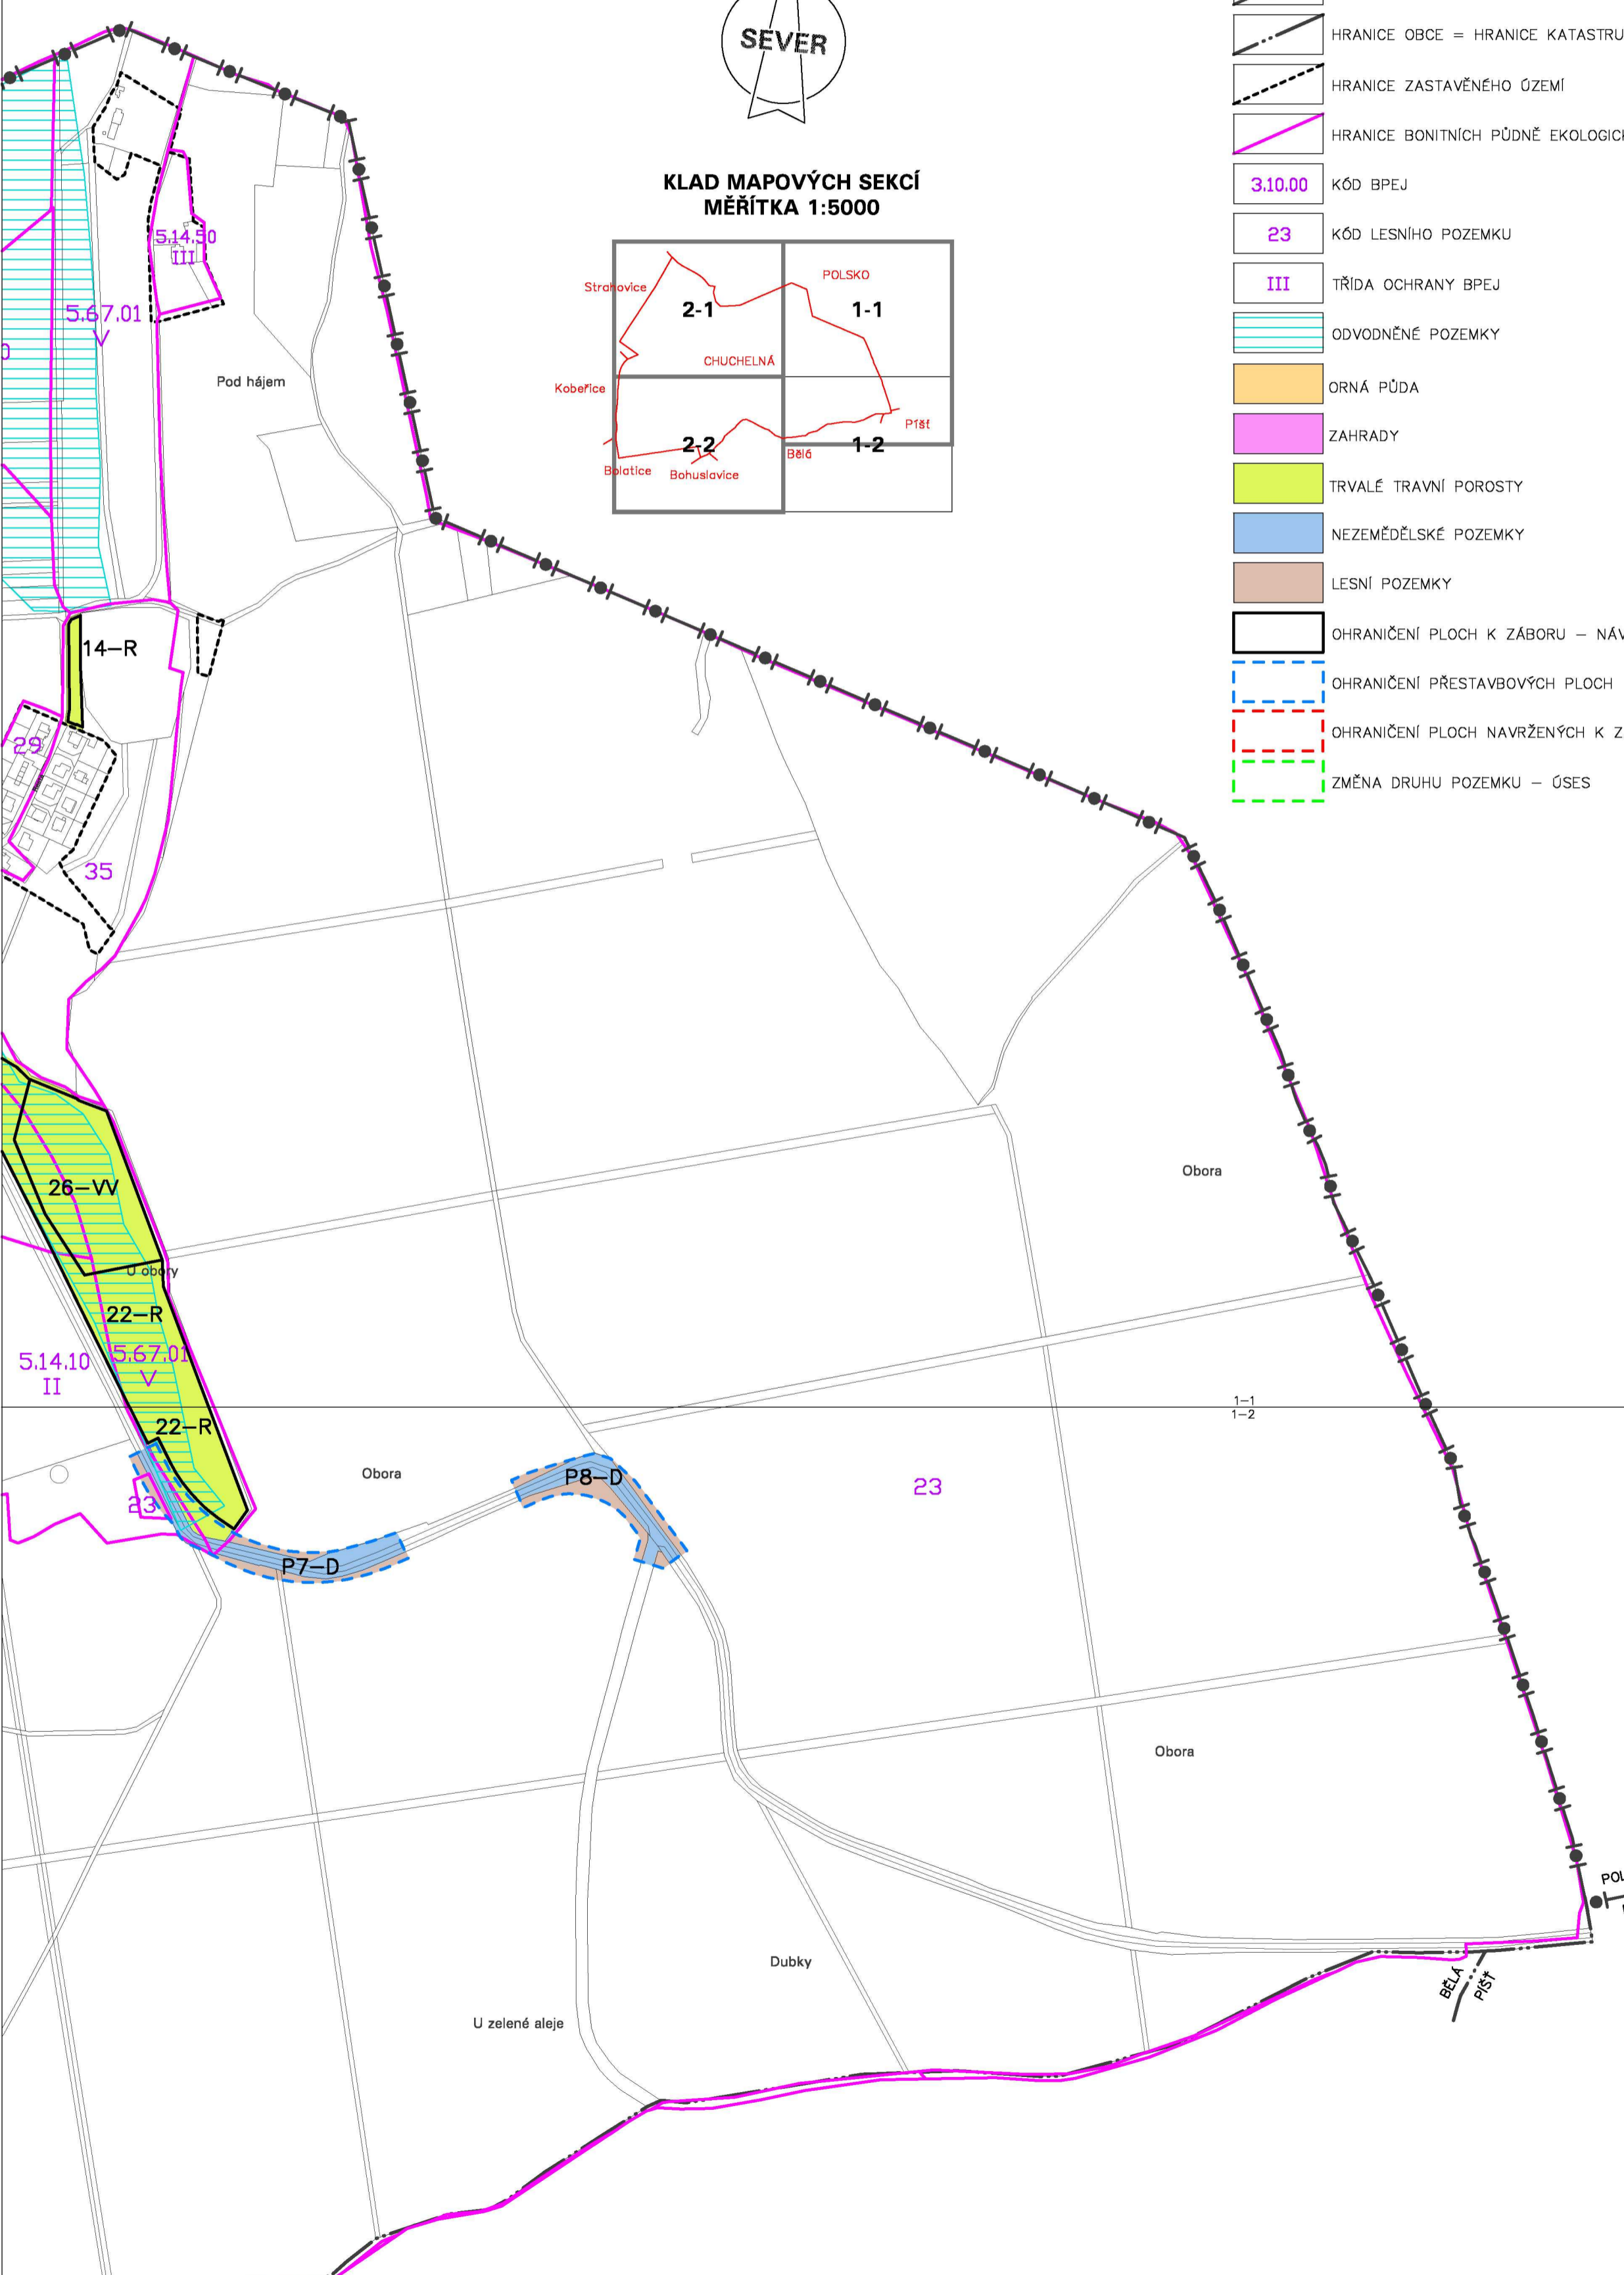 SEVER
KLAD MAPOVÝCH SEKCÍ
MĚŘÍTKA 1:5000
Strahovice
POLSKO
2-1
1-1
CHUCHELNÁ
Kobeřice
Píšť
2-2
1-2
Bělá
Bolatice
Bohuslavice
HRANICE OBCE = HRANICE KATASTRU
HRANICE ZASTAVĚNÉHO ÚZEMÍ
HRANICE BONITNÍCH PŮDNĚ
3.10.00 KÓD BPEJ
23 KÓD LESNÍHO POZEMKU
III TŘÍDA OCHRANY BPEJ
ODVODNĚNÉ POZEMKY
ORNÁ PŮDA
ZAHRADY
TRVALÉ TRAVNÍ POROSTY
NEZEMĚDĚLSKÉ POZEMKY
LESNÍ POZEMKY
OHRANIČENÍ PLOCH K ZÁBORU –
OHRANIČENÍ PŘESTAVBOVÝCH PLOCH
OHRANIČENÍ PLOCH NAVRŽENÝCH K
ZMĚNA DRUHU POZEMKU – ÚSES
5.14.50
III
5.67.01
V
Pod hájem
14–R
29
35
26–VV
U obory
22–R
5.14.10
II
5.67.01
V
22–R
23
Obora
P7–D
P8–D
23
Obora
1–1
1–2
Obora
Dubky
U zelené aleje
BĚLÁ
PÍŠŤ